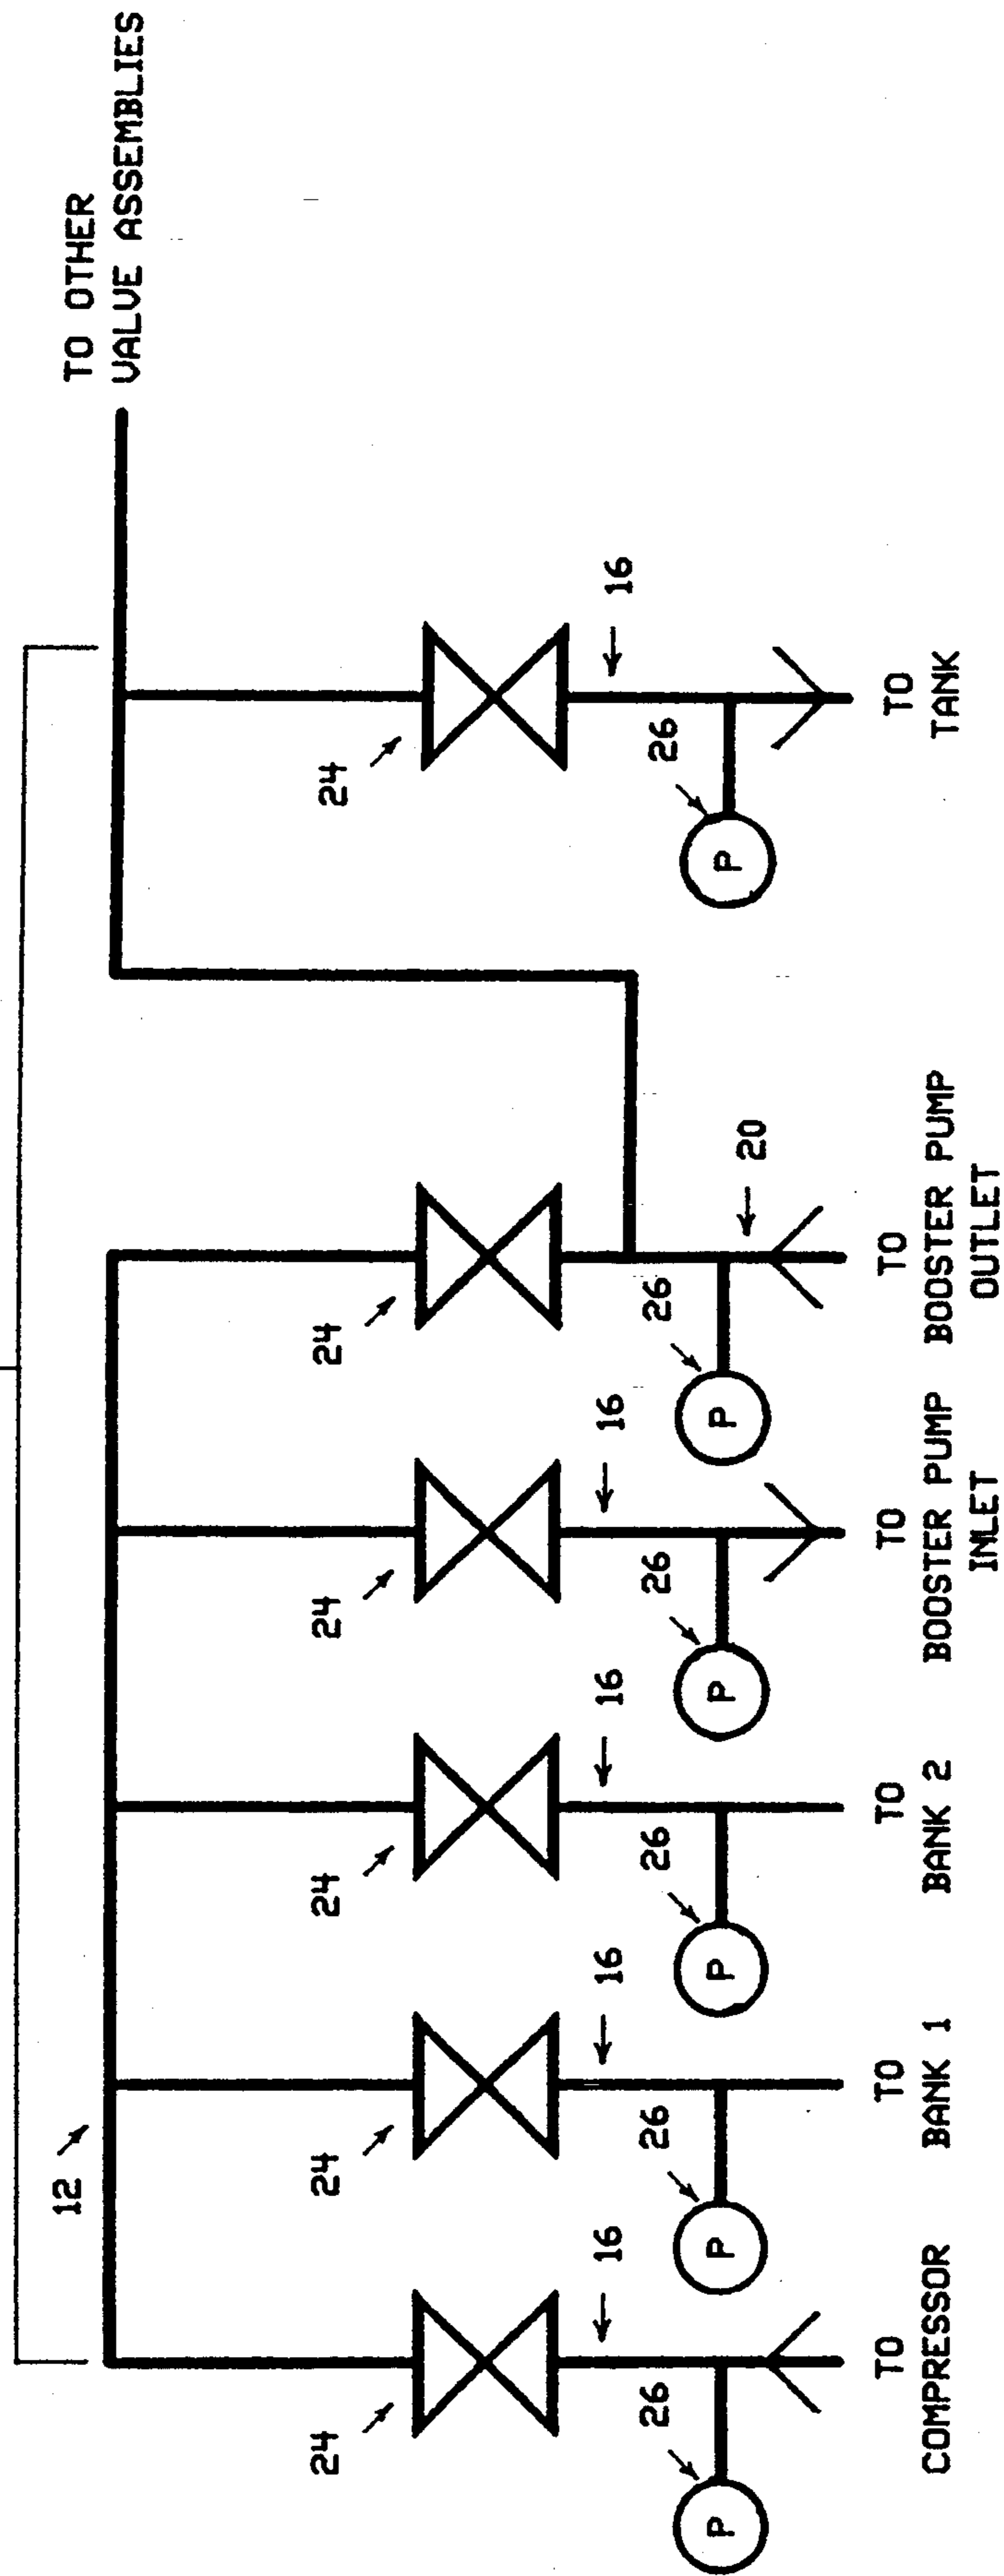 TO OTHER
VALVE ASSEMBLIES
12
24
24
24
24
24
24
16
16
16
16
16
20
26
26
26
26
26
26
P
P
P
P
P
P
TO
COMPRESSOR
TO
BANK 1
TO
BANK 2
TO
BOOSTER PUMP
INLET
TO
BOOSTER PUMP
OUTLET
TO
TANK